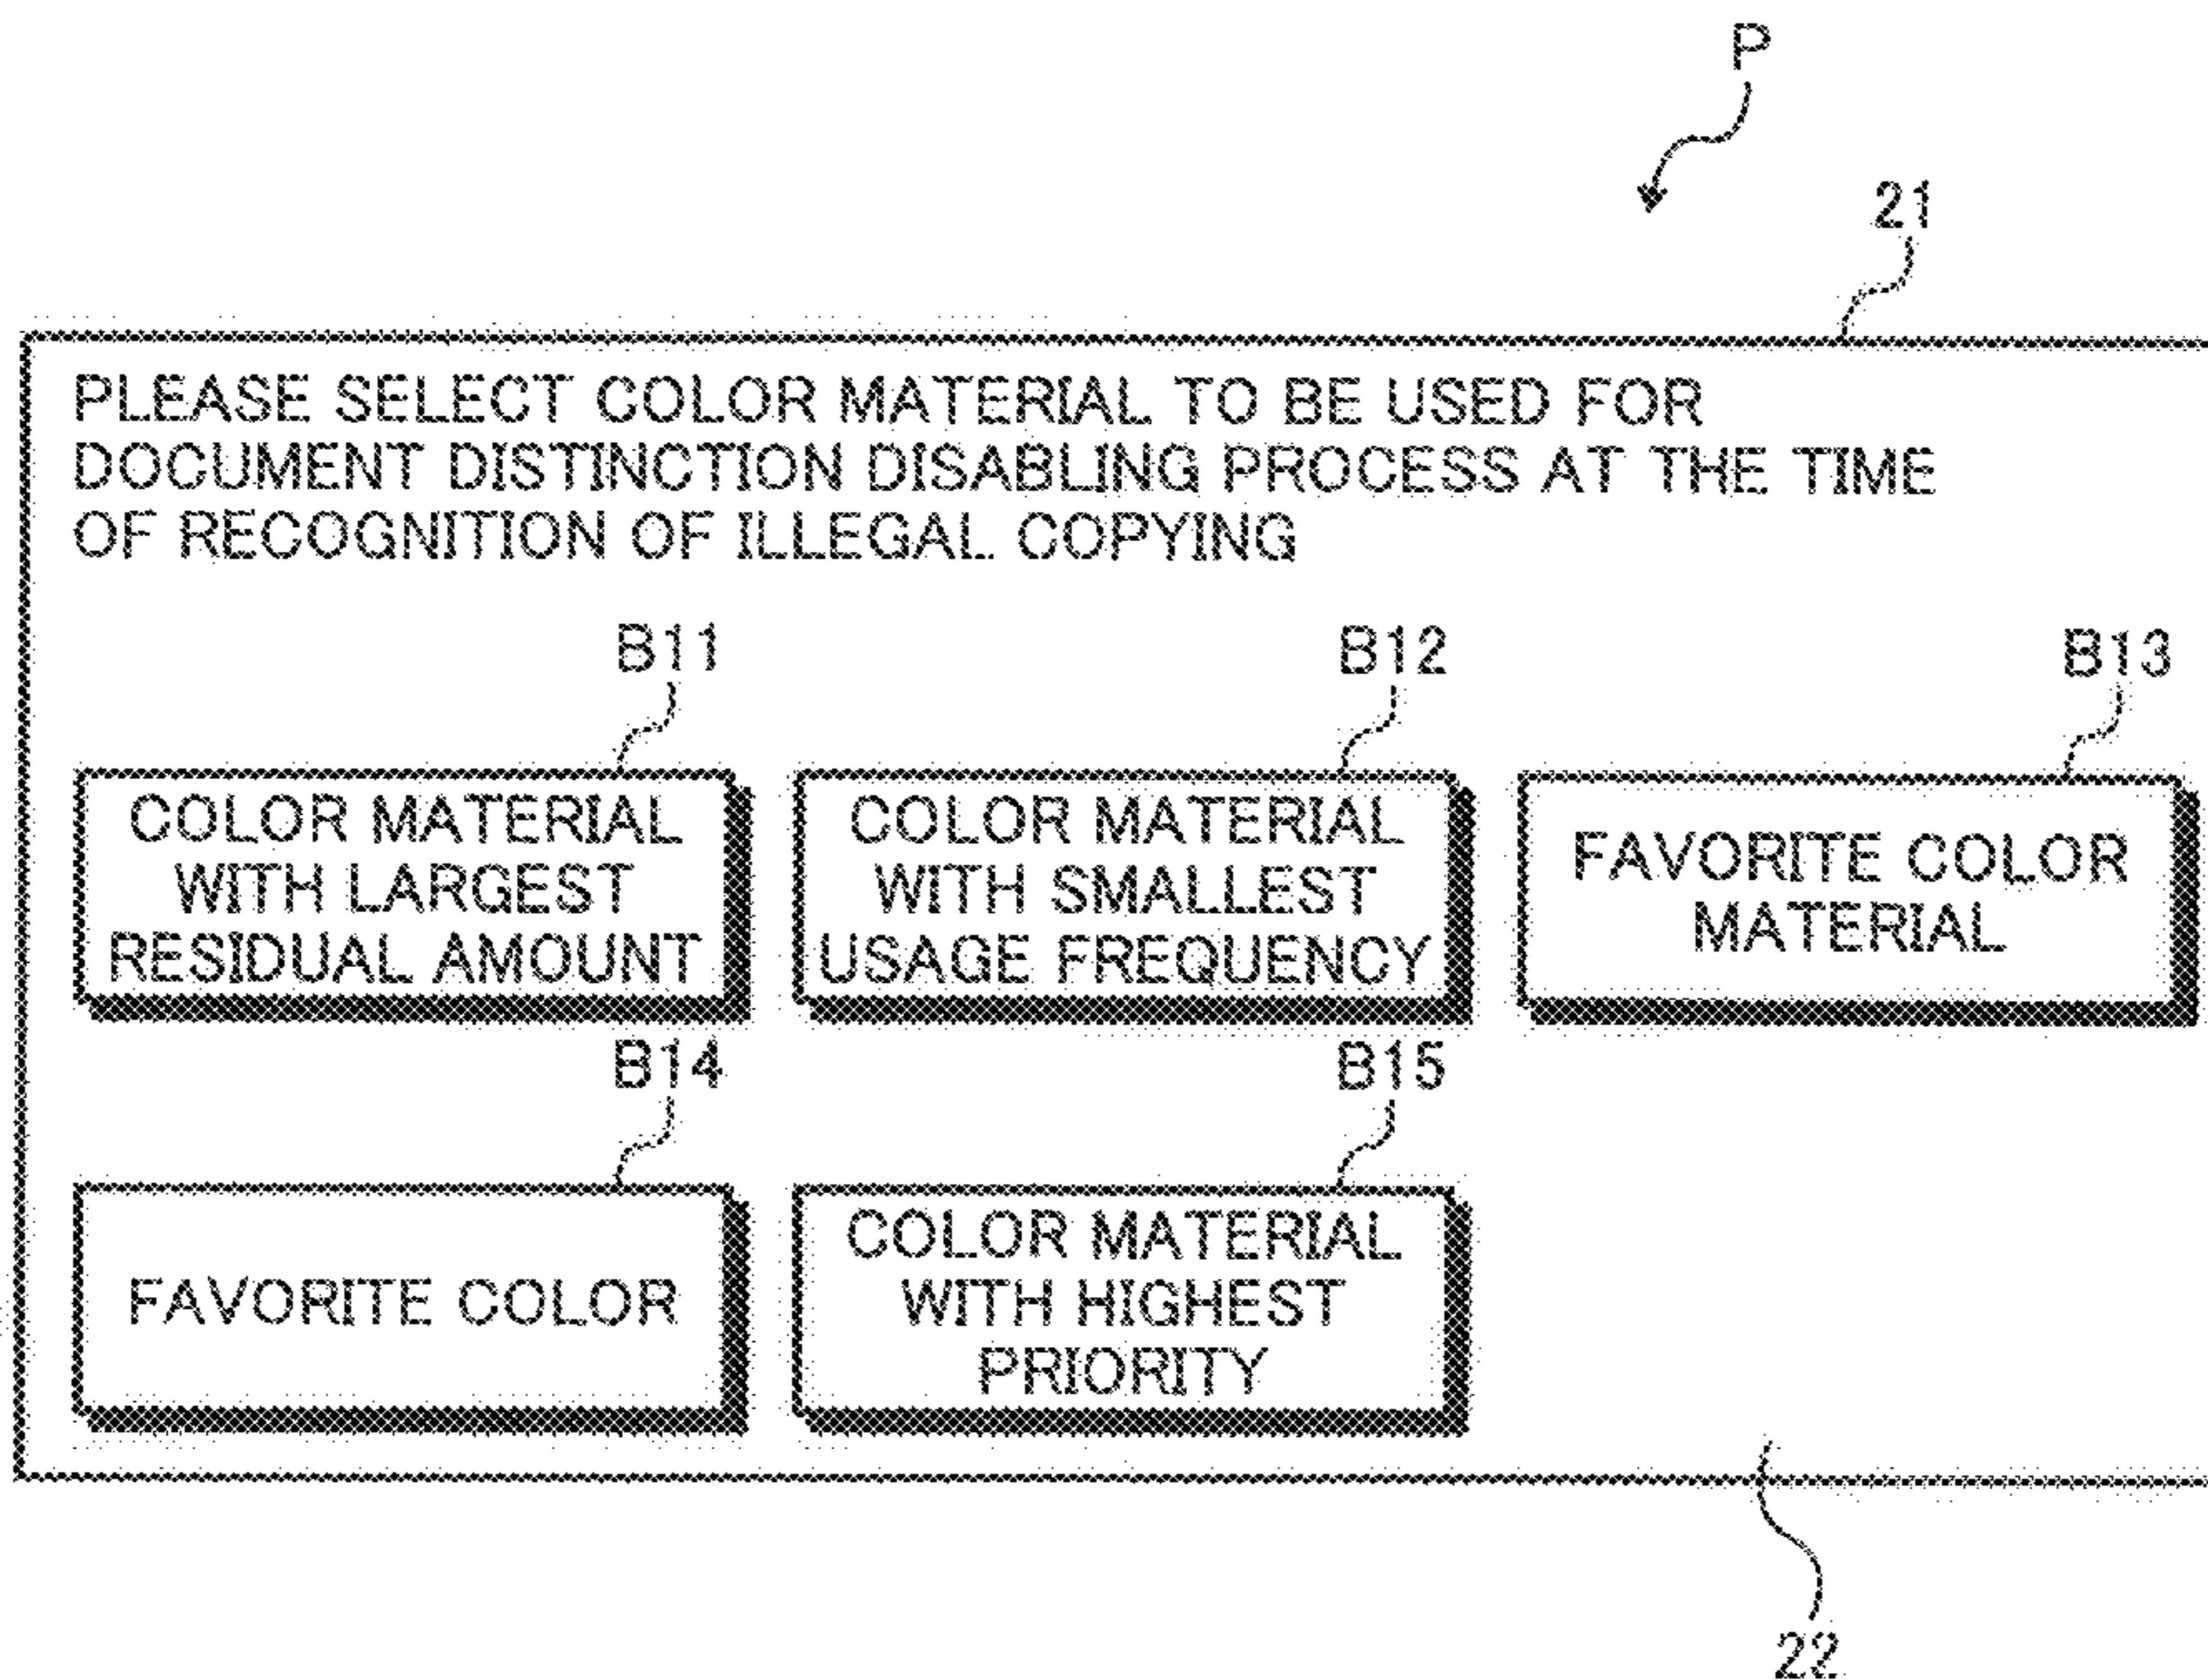 P
21
PLEASE SELECT COLOR MATERIAL TO BE USED FOR
DOCUMENT DISTINCTION DISABLING PROCESS AT THE TIME
OF RECOGNITION OF ILLEGAL COPYING
B11
B12
B13
COLOR MATERIAL
WITH LARGEST
RESIDUAL AMOUNT
COLOR MATERIAL
WITH SMALLEST
USAGE FREQUENCY
FAVORITE COLOR
MATERIAL
B14
B15
FAVORITE COLOR
COLOR MATERIAL
WITH HIGHEST
PRIORITY
22